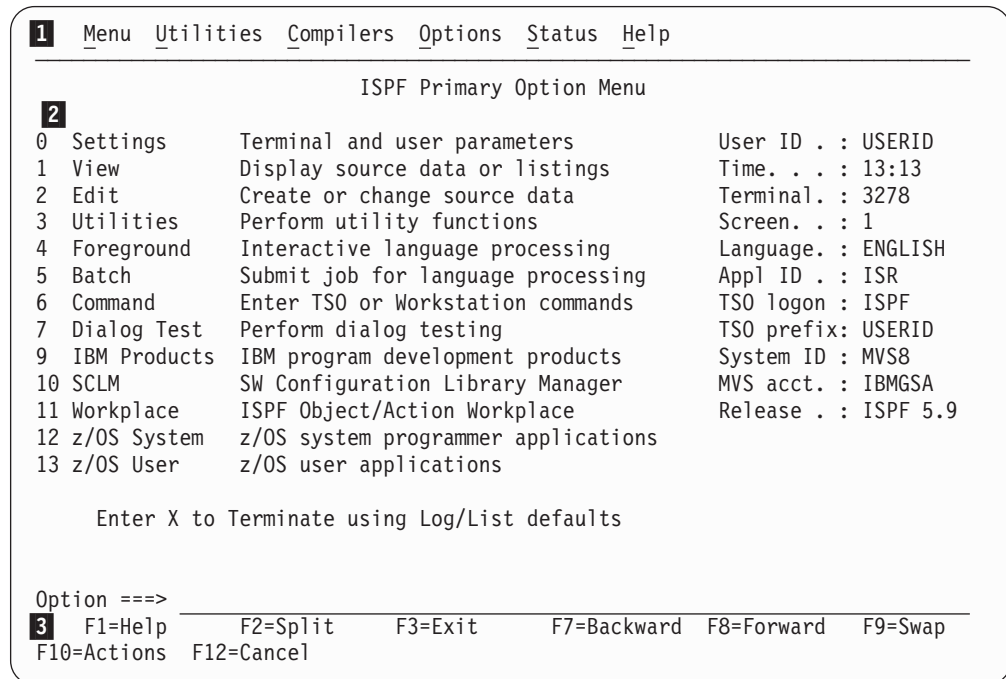 1 Menu Utilities Compilers Options Status Help
ISPF Primary Option Menu
2
0 Settings Terminal and user parameters User ID . : USERID
1 View Display source data or listings Time. . . : 13:13
2 Edit Create or change source data Terminal. : 3278
3 Utilities Perform utility functions Screen. . : 1
4 Foreground Interactive language processing Language. : ENGLISH
5 Batch Submit job for language processing Appl ID . : ISR
6 Command Enter TSO or Workstation commands TSO logon : ISPF
7 Dialog Test Perform dialog testing TSO prefix: USERID
9 IBM Products IBM program development products System ID : MVS8
10 SCLM SW Configuration Library Manager MVS acct. : IBMGSA
11 Workplace ISPF Object/Action Workplace Release . : ISPF 5.9
12 z/OS System z/OS system programmer applications
13 z/OS User z/OS user applications
Enter X to Terminate using Log/List defaults
Option ===>
3 F1=Help F2=Split F3=Exit F7=Backward F8=Forward F9=Swap
F10=Actions F12=Cancel